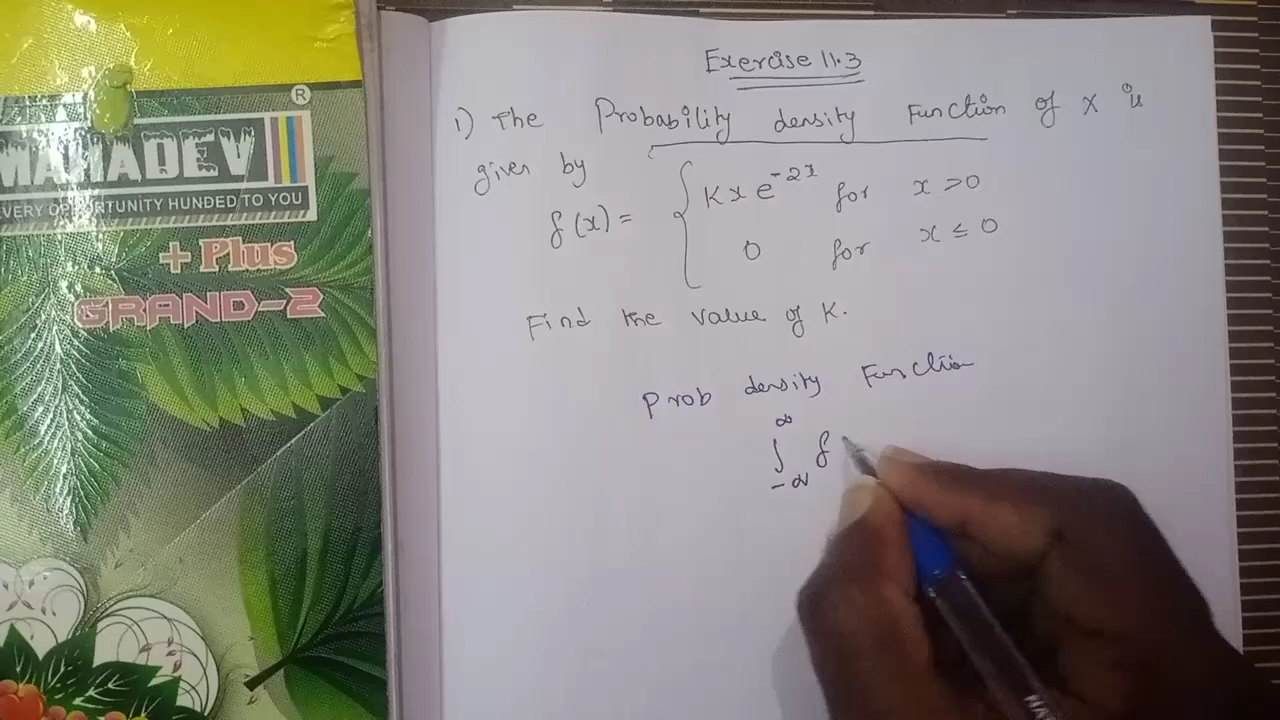 Exercise 11.3
1) The Probability density Function of X is
given by
f(x) = { K x e^-2x for x > 0
0 for x ≤ 0
Find the value of K.
Prob density Function
∞
∫ f
-∞
®
MAHADEV
EVERY OPPORTUNITY HUNDED TO YOU
+ Plus
GRAND-2